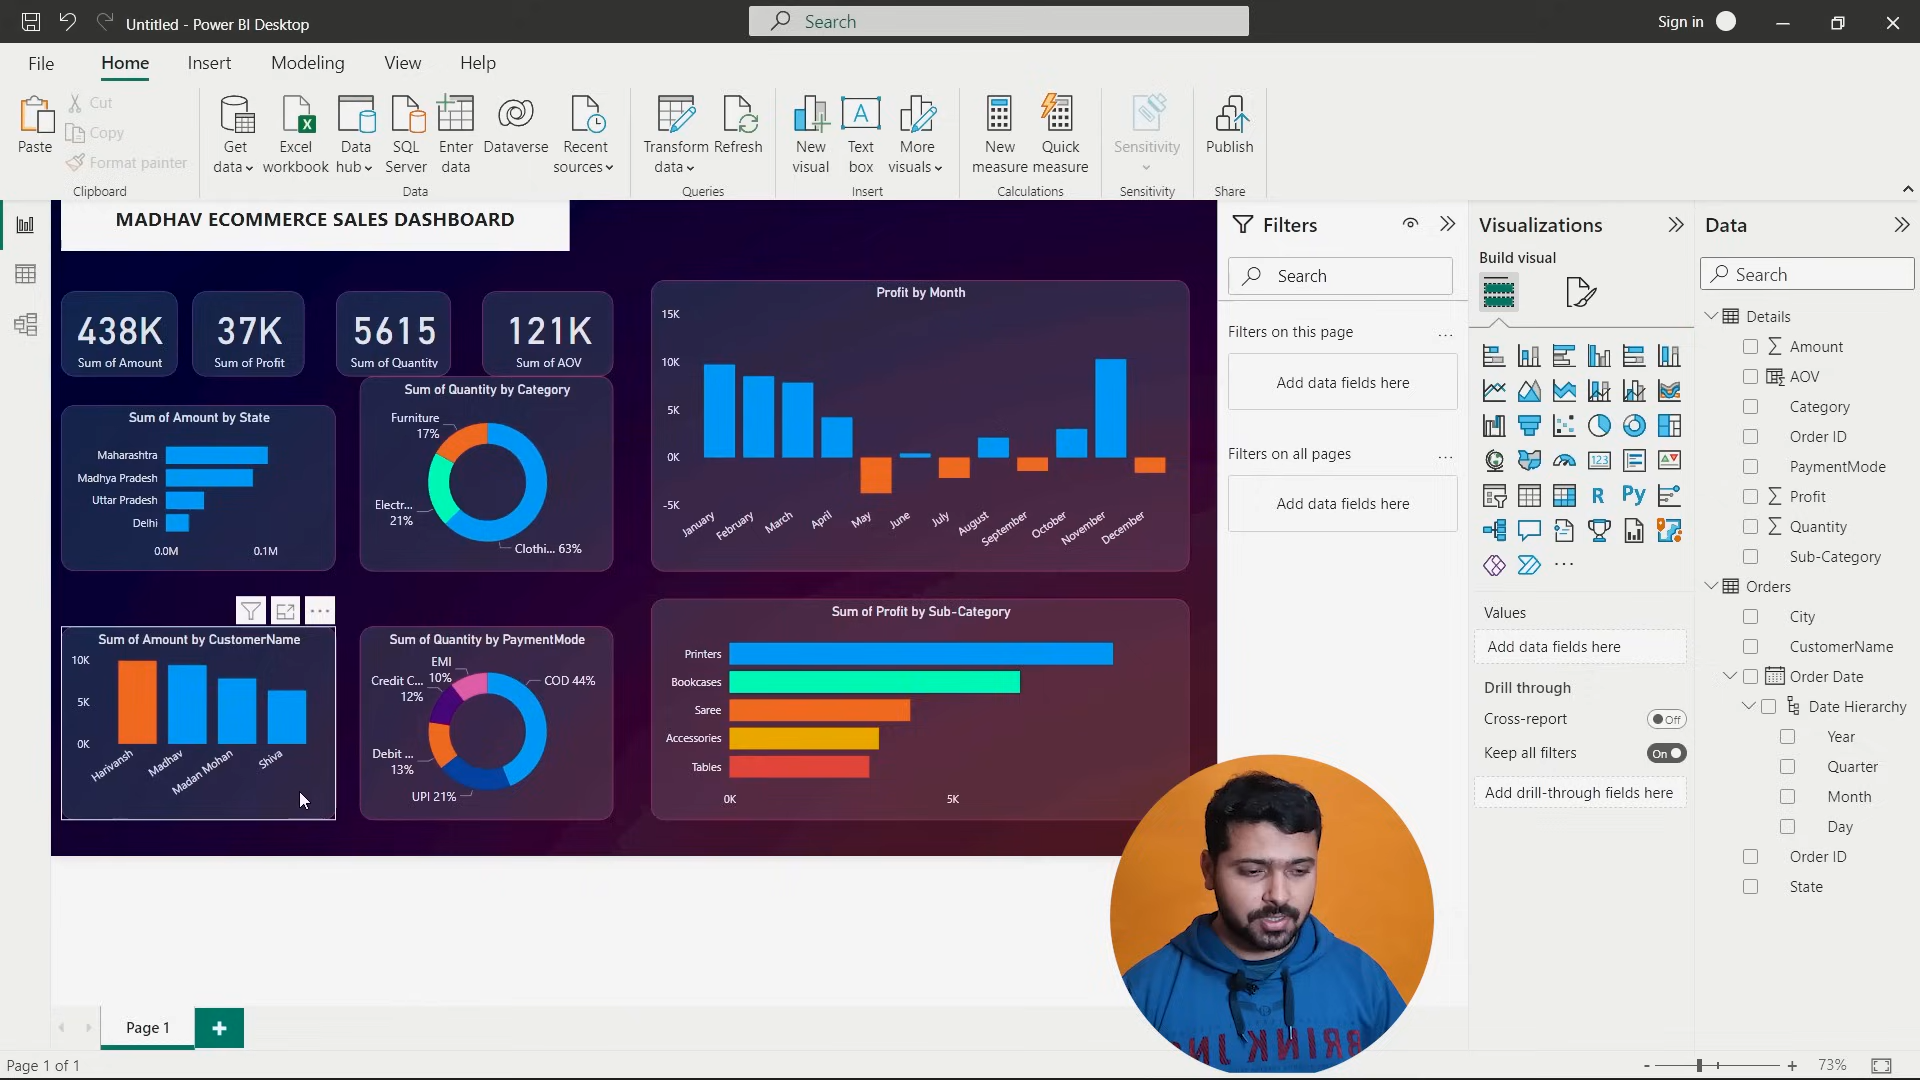 Untitled - Power BI Desktop
Search
Sign in
File
Home
Insert
Modeling
View
Help
Paste
Cut
Copy
Format painter
Clipboard
Get data
Excel workbook
Data hub
SQL Server
Enter data
Dataverse
Recent sources
Data
Transform data
Refresh
Queries
New visual
Text box
More visuals
Insert
New measure
Quick measure
Calculations
Sensitivity
Sensitivity
Publish
Share
MADHAV ECOMMERCE SALES DASHBOARD
438K
Sum of Amount
37K
Sum of Profit
5615
Sum of Quantity
121K
Sum of AOV
Sum of Amount by State
Maharashtra
Madhya Pradesh
Uttar Pradesh
Delhi
0.0M
0.1M
Sum of Quantity by Category
Furniture
17%
Electr...
21%
Clothi... 63%
Profit by Month
15K
10K
5K
0K
-5K
January
February
March
April
May
June
July
August
September
October
November
December
Sum of Amount by CustomerName
10K
5K
0K
Harivansh
Madhav
Madan Mohan
Shiva
Sum of Quantity by PaymentMode
EMI
10%
Credit C...
12%
COD 44%
Debit ...
13%
UPI 21%
Sum of Profit by Sub-Category
Printers
Bookcases
Saree
Accessories
Tables
0K
5K
Filters
Search
Filters on this page
...
Add data fields here
Filters on all pages
...
Add data fields here
Visualizations
Build visual
123
R
Py
...
Values
Add data fields here
Drill through
Cross-report
Off
Keep all filters
On
Add drill-through fields here
Data
Search
Details
Amount
AOV
Category
Order ID
PaymentMode
Profit
Quantity
Sub-Category
Orders
City
CustomerName
Order Date
Date Hierarchy
Year
Quarter
Month
Day
Order ID
State
Page 1
Page 1 of 1
73%